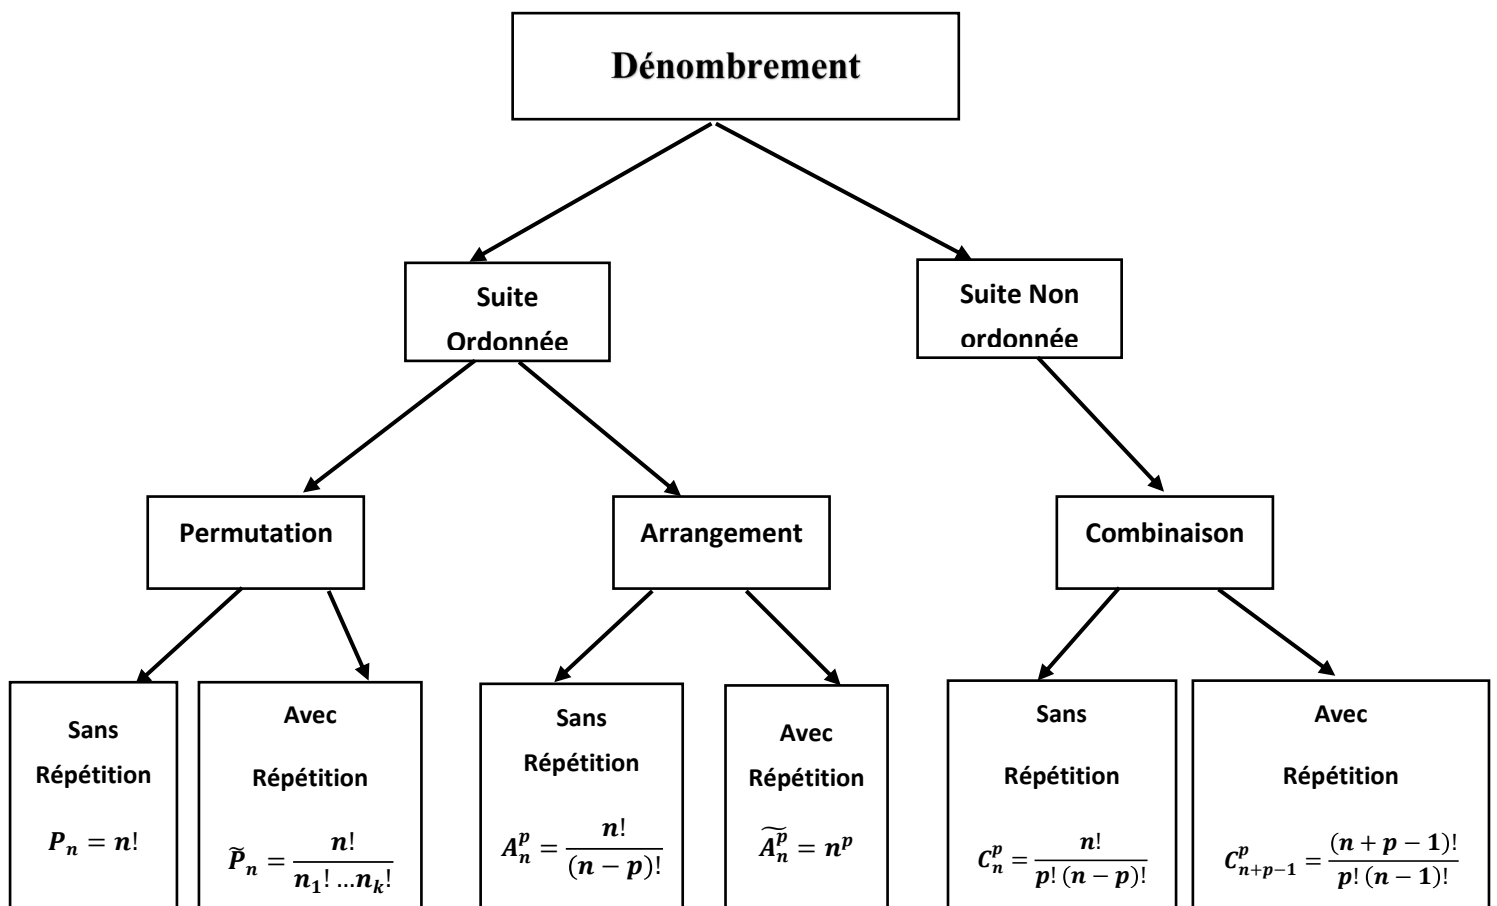 Dénombrement
Suite
Ordonnée
Suite Non
ordonnée
Permutation
Arrangement
Combinaison
Sans
Répétition
P_n = n!
Avec
Répétition
P̃_n = n! / (n_1! …n_k!)
Sans
Répétition
A_n^p = n! / (n − p)!
Avec
Répétition
Ã_n^p = n^p
Sans
Répétition
C_n^p = n! / (p! (n − p)!)
Avec
Répétition
C_{n+p−1}^p = (n + p − 1)! / (p! (n − 1)!)